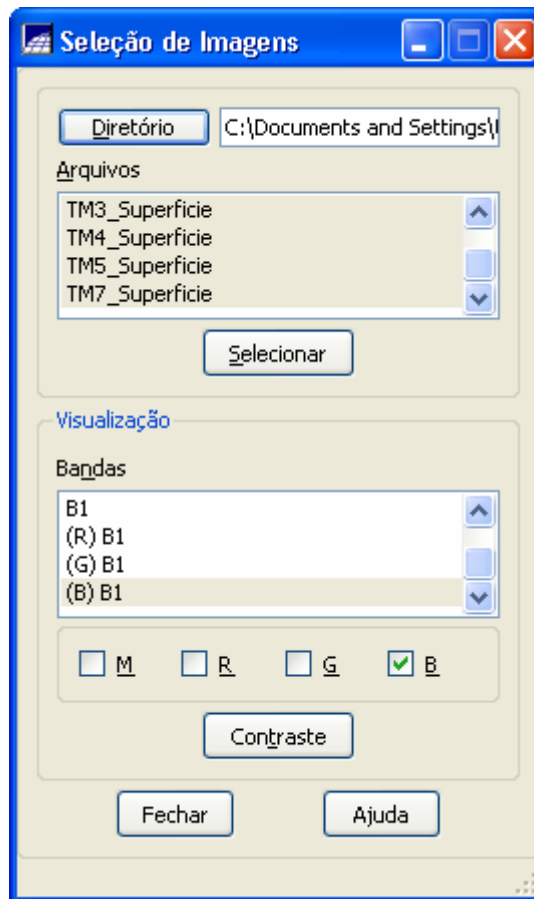 Seleção de Imagens
Diretório C:\Documents and Settings\
Arquivos
TM3_Superficie
TM4_Superficie
TM5_Superficie
TM7_Superficie
Selecionar
Visualização
Bandas
B1
(R) B1
(G) B1
(B) B1
M R G B
Contraste
Fechar Ajuda